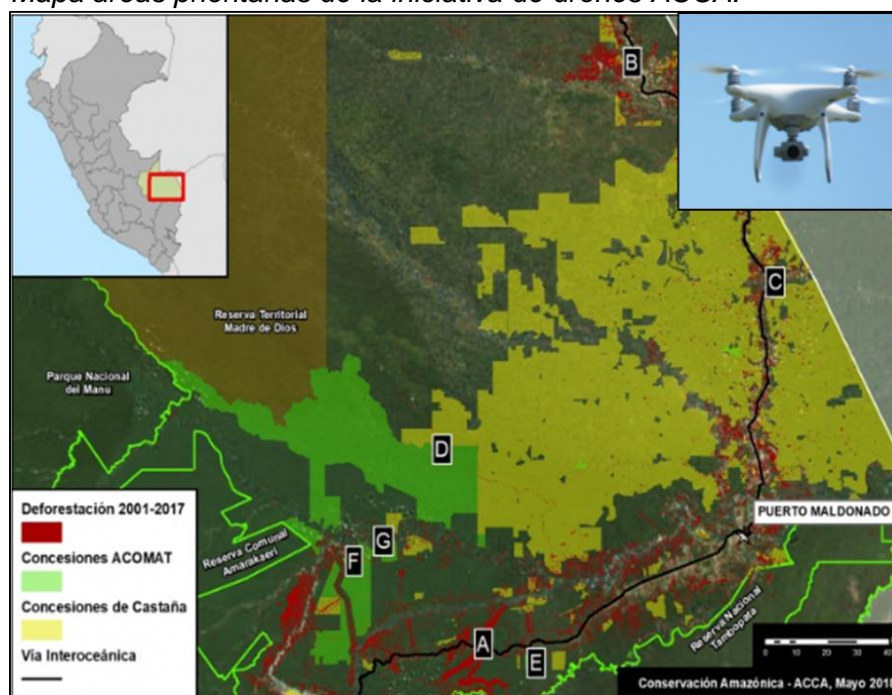 Mapa áreas prioritarias de la iniciativa de drones ACCA.
B
C
Reserva Territorial
Madre de Dios
Parque Nacional
del Manu
D
Deforestación 2001-2017
Concesiones ACOMAT
Concesiones de Castaña
Vía Interoceánica
PUERTO MALDONADO
Reserva Comunal
Amarakaeri
G
F
A
E
Reserva Nacional
Tambopata
0
Conservación Amazónica - ACCA, Mayo 201